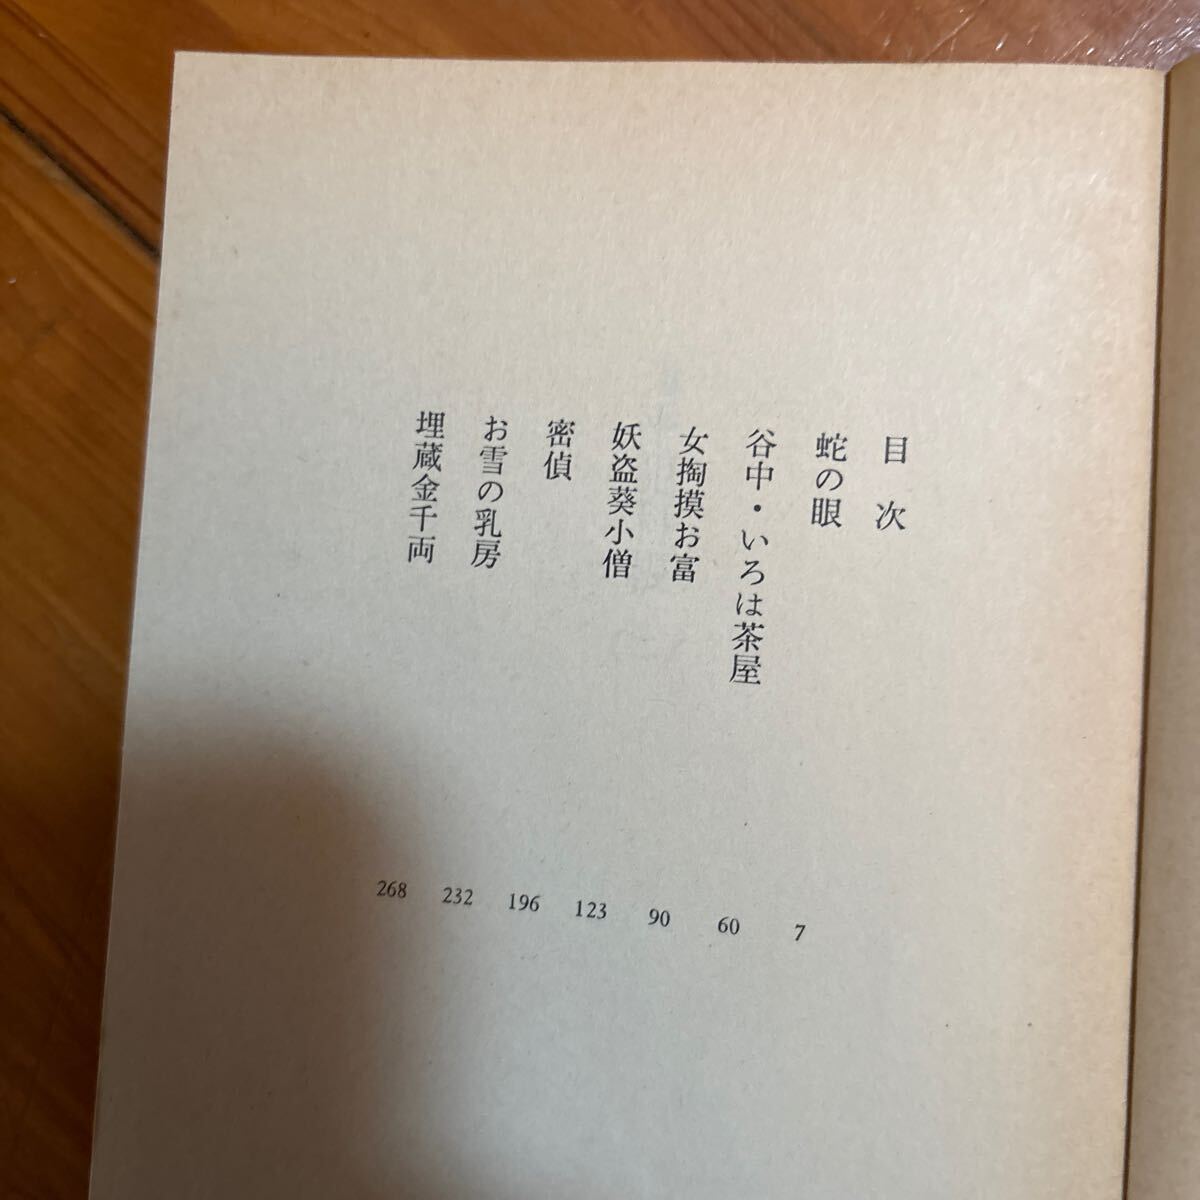 目次
蛇の眼 7
谷中・いろは茶屋 60
女掏摸お富 90
妖盗葵小僧 123
密偵 196
お雪の乳房 232
埋蔵金千両 268